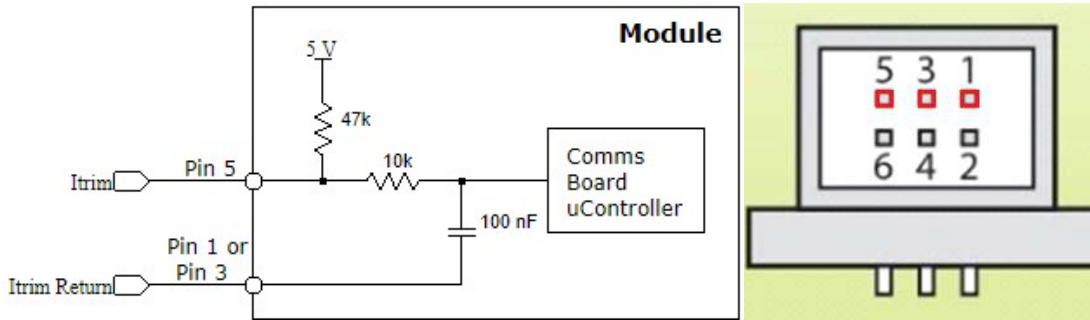 Module
5 V
47k
Pin 5
10k
Itrim
Comms
Board
uController
100 nF
Pin 1 or
Pin 3
Itrim Return
5 3 1
6 4 2